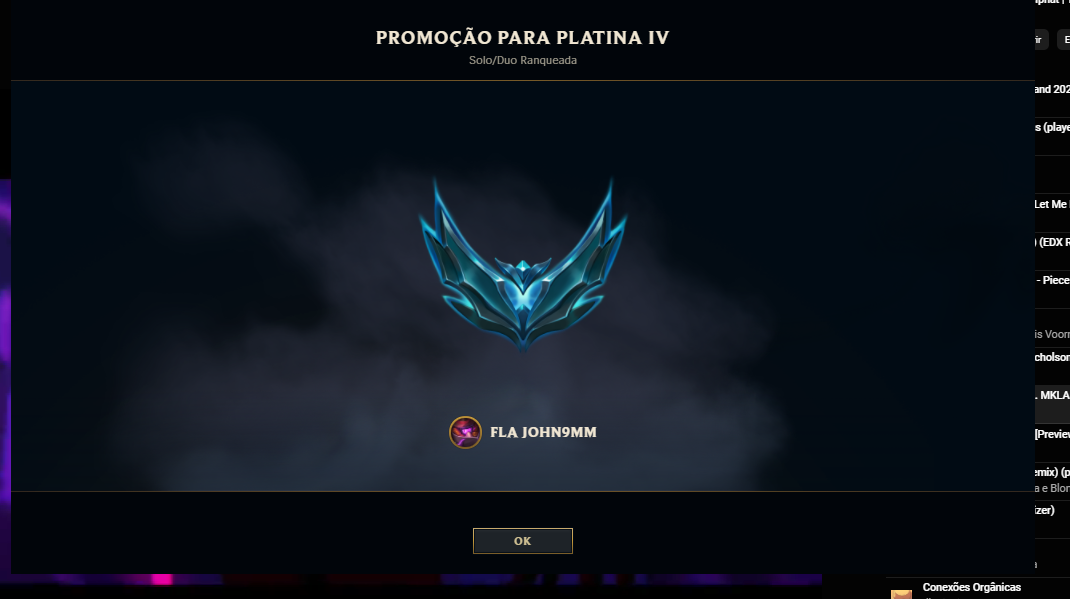 PROMOÇÃO PARA PLATINA IV
Solo/Duo Ranqueada
FLA JOHN9MM
OK
and 202
s (playe
Let Me
) (EDX R
- Piece
is Voorn
cholson
. MKLA
[Preview
emix) (p
a e Blon
izer)
Conexões Orgânicas